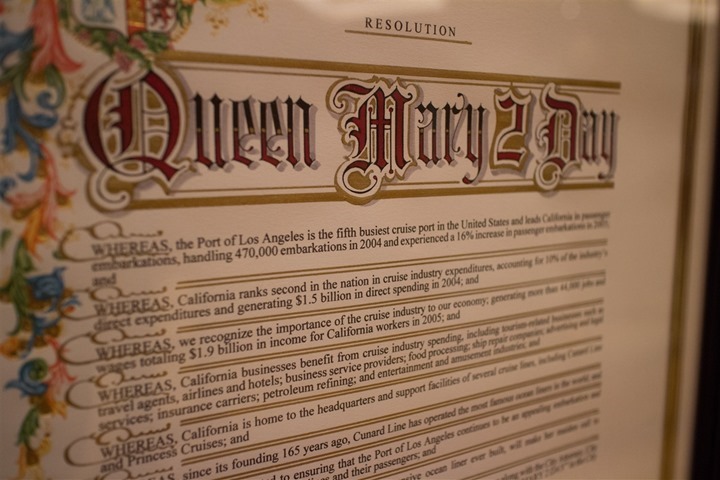 RESOLUTION
Queen Mary 2 Day
WHEREAS, the Port of Los Angeles is the fifth busiest cruise port in the United States and leads California in passenger
embarkations, handling 470,000 embarkations in 2004 and experienced a 16% increase in passenger embarkations in 2005;
and
WHEREAS, California ranks second in the nation in cruise industry expenditures, accounting for 10% of the industry's
direct expenditures and generating $1.5 billion in direct spending in 2004; and
WHEREAS, we recognize the importance of the cruise industry to our economy; generating more than 44,000 jobs and
wages totaling $1.9 billion in income for California workers in 2005; and
WHEREAS, California businesses benefit from cruise industry spending, including tourism-related businesses such as
travel agents, airlines and hotels; business service providers; food processing; ship repair companies; advertising and legal
services; insurance carriers; petroleum refining; and entertainment and amusement industries; and
WHEREAS, California is home to the headquarters and support facilities of several cruise lines, including Cunard Line
and Princess Cruises; and
WHEREAS, since its founding 165 years ago, Cunard Line has operated the most famous ocean liners in the world; and
to ensuring that the Port of Los Angeles continues to be an appealing embarkation
and their passengers; and
ocean liner ever built, will make her maiden call